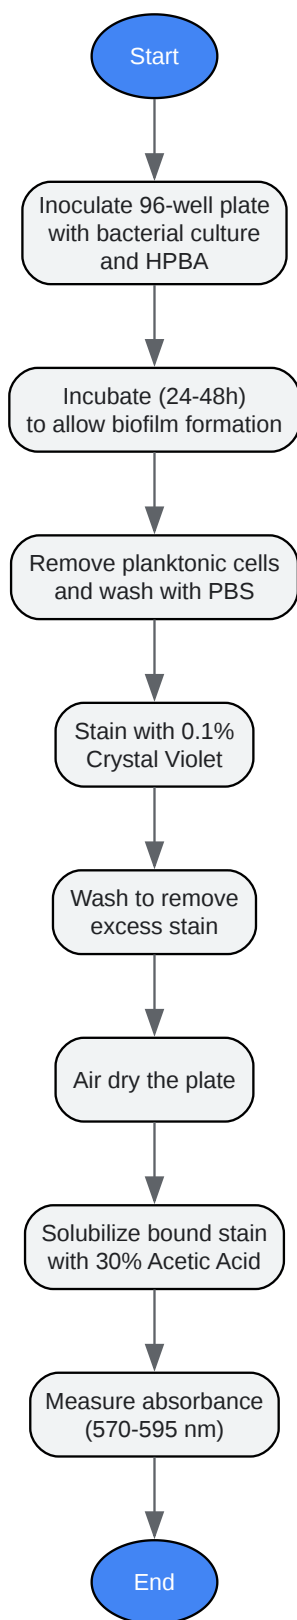 Start
Inoculate 96-well plate
with bacterial culture
and HPBA
Incubate (24-48h)
to allow biofilm formation
Remove planktonic cells
and wash with PBS
Stain with 0.1%
Crystal Violet
Wash to remove
excess stain
Air dry the plate
Solubilize bound stain
with 30% Acetic Acid
Measure absorbance
(570-595 nm)
End